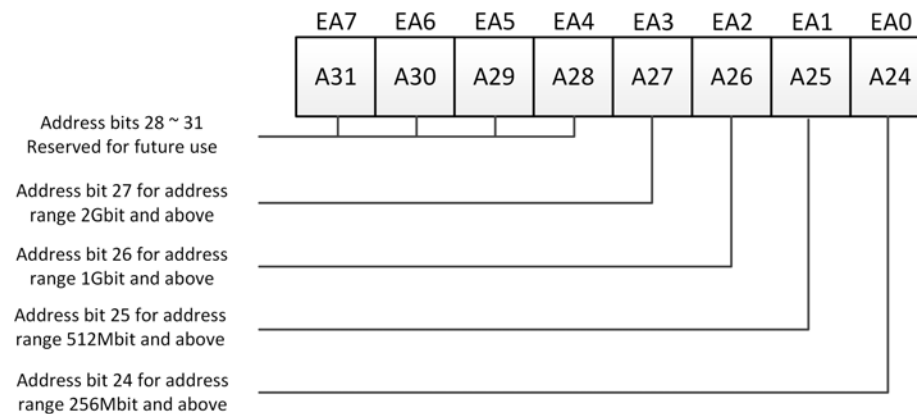 EA7 EA6 EA5 EA4 EA3 EA2 EA1 EA0
A31 A30 A29 A28 A27 A26 A25 A24
Address bits 28 ~ 31
Reserved for future use
Address bit 27 for address
range 2Gbit and above
Address bit 26 for address
range 1Gbit and above
Address bit 25 for address
range 512Mbit and above
Address bit 24 for address
range 256Mbit and above